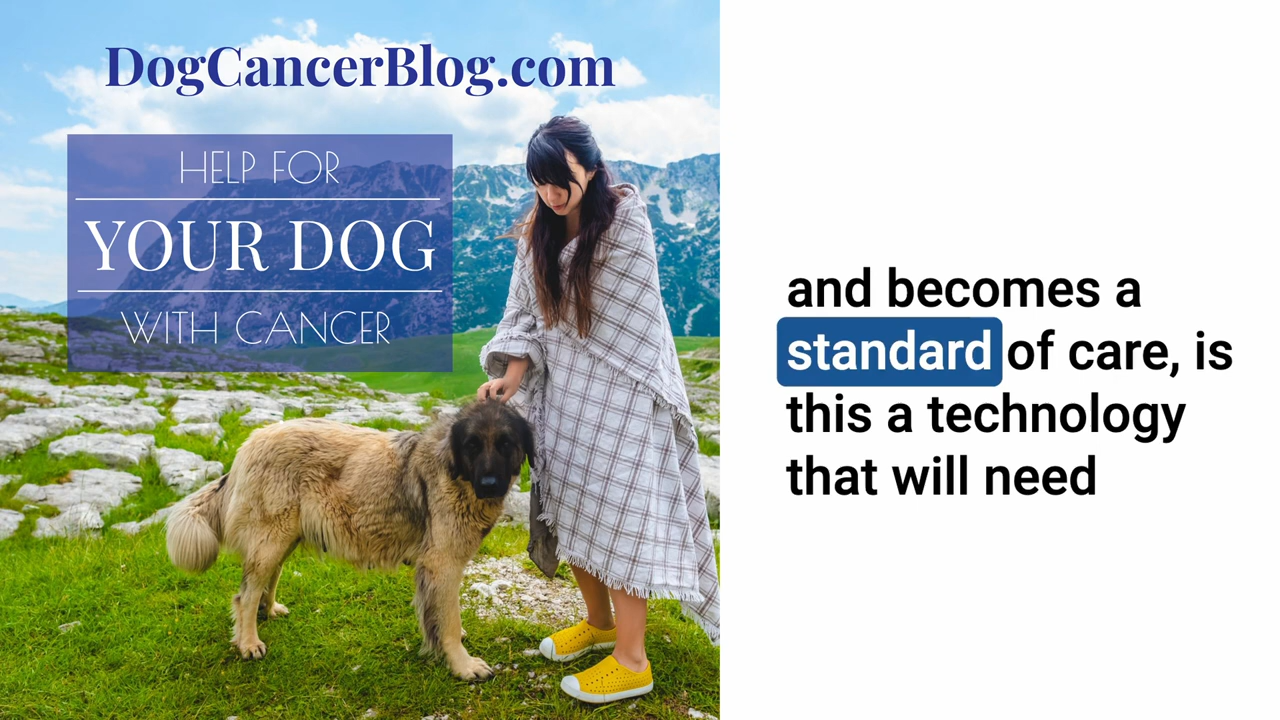 DogCancerBlog.com
HELP FOR
YOUR DOG
WITH CANCER
and becomes a
standard of care, is
this a technology
that will need